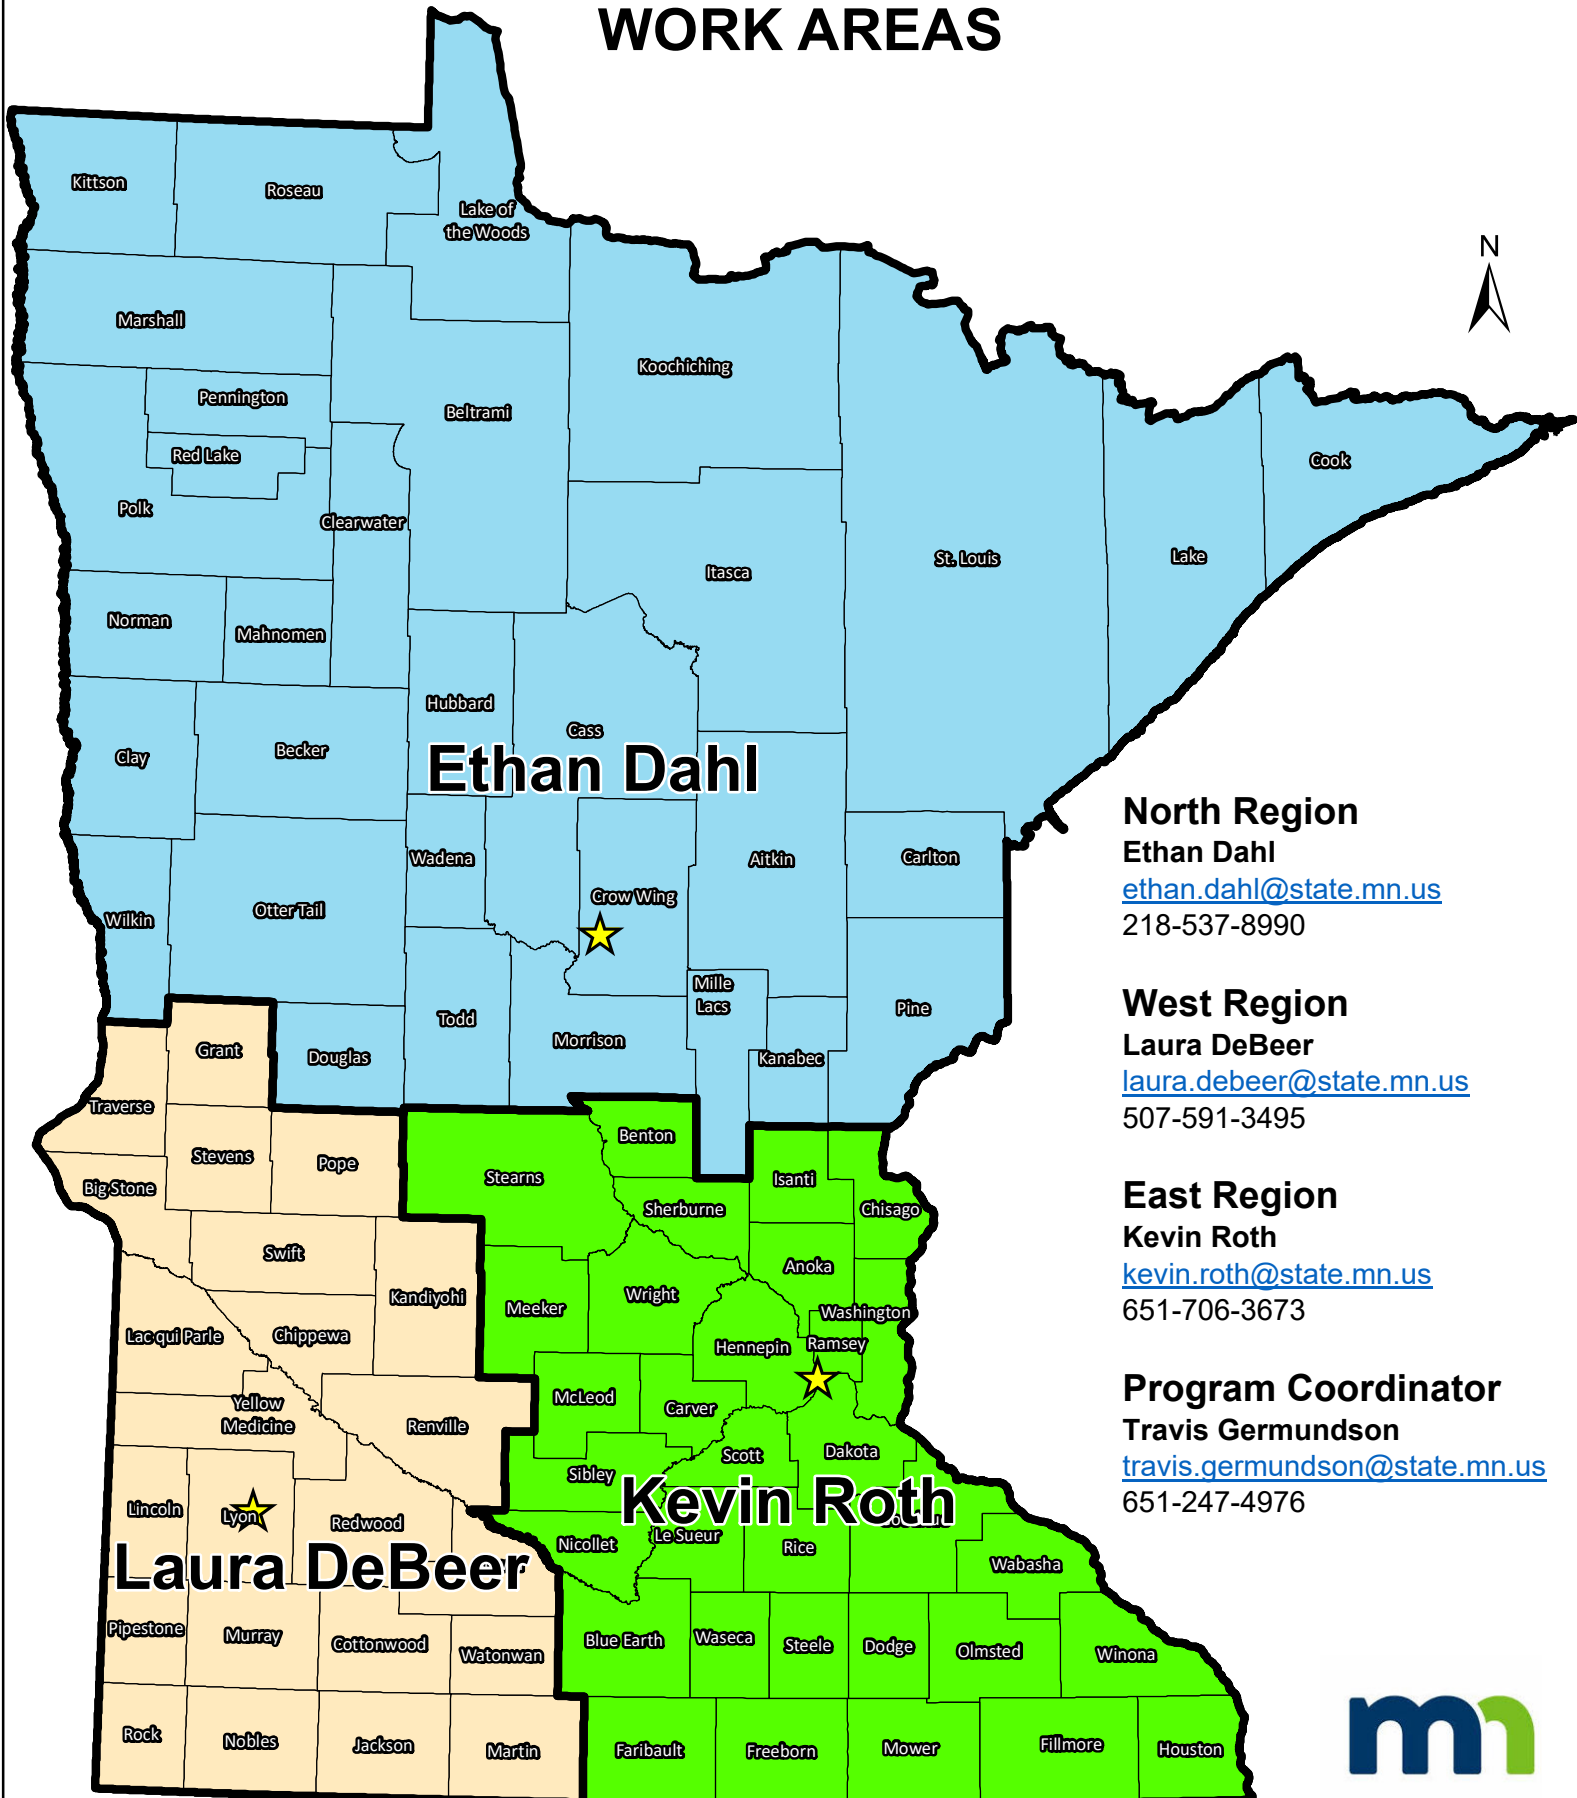 WORK AREAS
N
Kittson
Roseau
Lake of
the Woods
Marshall
Koochiching
Pennington
Beltrami
Red Lake
Cook
Polk
Clearwater
St. Louis
Lake
Itasca
Norman
Mahnomen
Hubbard
Cass
Clay
Becker
Ethan Dahl
Wadena
Aitkin
Carlton
Crow Wing
Otter Tail
Wilkin
Mille
Lacs
Pine
Todd
Morrison
Douglas
Kanabec
Grant
Traverse
Stevens
Pope
Big Stone
Benton
Stearns
Isanti
Sherburne
Chisago
Swift
Anoka
Kandiyohi
Wright
Meeker
Washington
Lac qui Parle
Chippewa
Hennepin
Ramsey
Yellow
Medicine
Renville
McLeod
Carver
Scott
Dakota
Sibley
Kevin Roth
Lincoln
Lyon
Redwood
Nicollet
Le Sueur
Rice
Wabasha
Laura DeBeer
Pipestone
Murray
Cottonwood
Watonwan
Blue Earth
Waseca
Steele
Dodge
Olmsted
Winona
Rock
Nobles
Jackson
Martin
Faribault
Freeborn
Mower
Fillmore
Houston
North Region
Ethan Dahl
ethan.dahl@state.mn.us
218-537-8990
West Region
Laura DeBeer
laura.debeer@state.mn.us
507-591-3495
East Region
Kevin Roth
kevin.roth@state.mn.us
651-706-3673
Program Coordinator
Travis Germundson
travis.germundson@state.mn.us
651-247-4976
mn